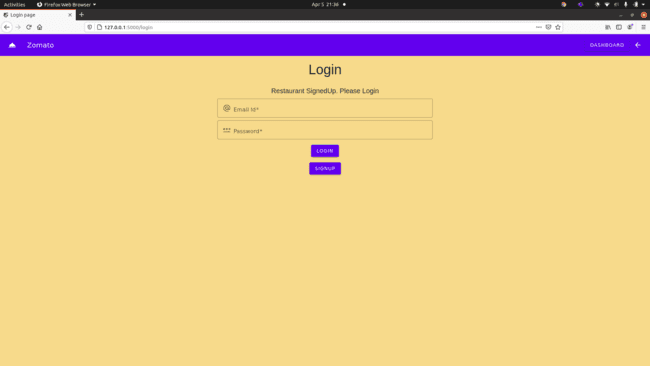 Activities Firefox Web Browser Apr 5 21:36
Login page
127.0.0.1:5000/login
Zomato DASHBOARD
Login
Restaurant SignedUp. Please Login
Email Id*
Password*
LOGIN
SIGNUP